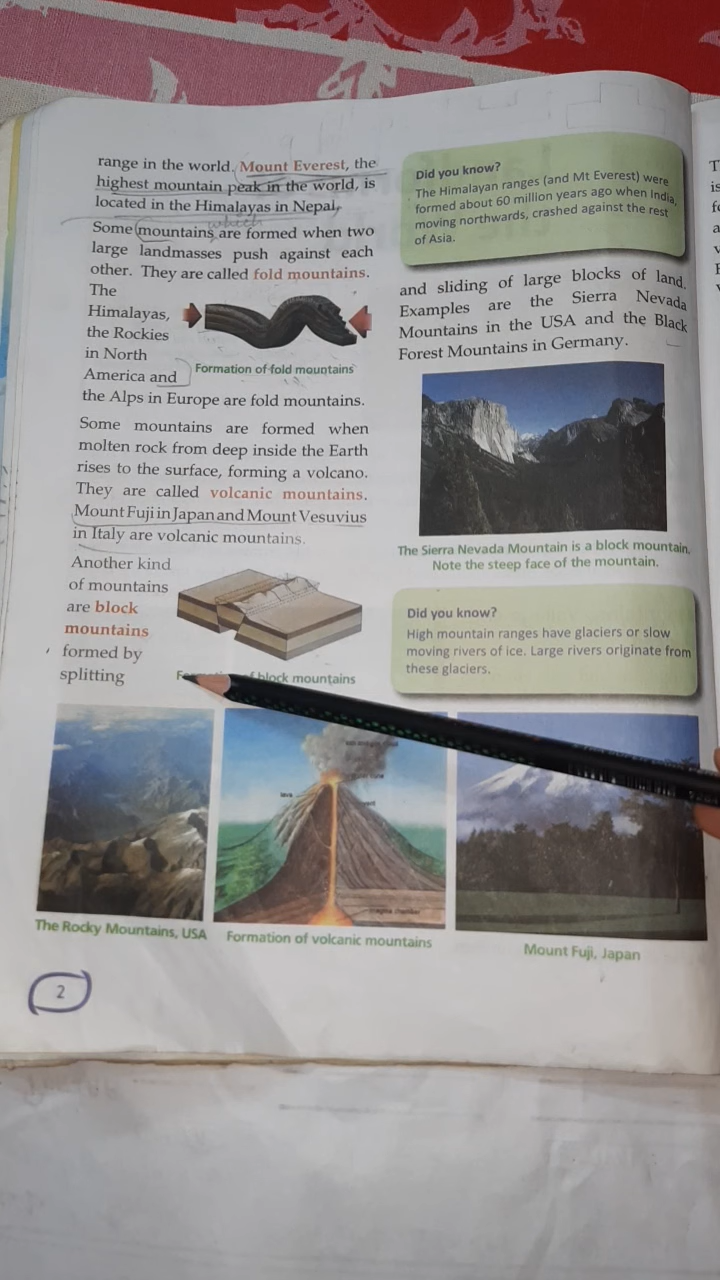 range in the world. Mount Everest, the
highest mountain peak in the world, is
located in the Himalayas in Nepal.
which
Some mountains are formed when two
large landmasses push against each
other. They are called fold mountains.
The
Himalayas,
the Rockies
in North
America and
Formation of fold mountains
the Alps in Europe are fold mountains.
Some mountains are formed when
molten rock from deep inside the Earth
rises to the surface, forming a volcano.
They are called volcanic mountains.
Mount Fuji in Japan and Mount Vesuvius
in Italy are volcanic mountains.
Another kind
of mountains
are block
mountains
formed by
splitting
block mountains
Did you know?
The Himalayan ranges (and Mt Everest) were
formed about 60 million years ago when India,
moving northwards, crashed against the rest
of Asia.
and sliding of large blocks of land.
Examples are the Sierra Nevada
Mountains in the USA and the Black
Forest Mountains in Germany.
The Sierra Nevada Mountain is a block mountain.
Note the steep face of the mountain.
Did you know?
High mountain ranges have glaciers or slow
moving rivers of ice. Large rivers originate from
these glaciers.
lava
magma chamber
The Rocky Mountains, USA
Formation of volcanic mountains
Mount Fuji, Japan
2